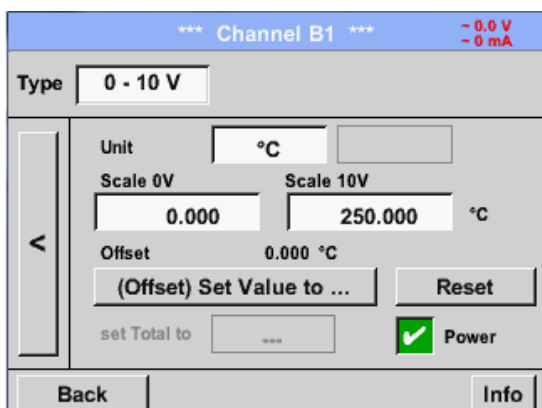 *** Channel B1 ***
~ 0.0 V
~ 0 mA
Type 0 - 10 V
Unit °C
Scale 0V Scale 10V
0.000 250.000 °C
<
Offset 0.000 °C
(Offset) Set Value to ... Reset
set Total to --- Power
Back Info